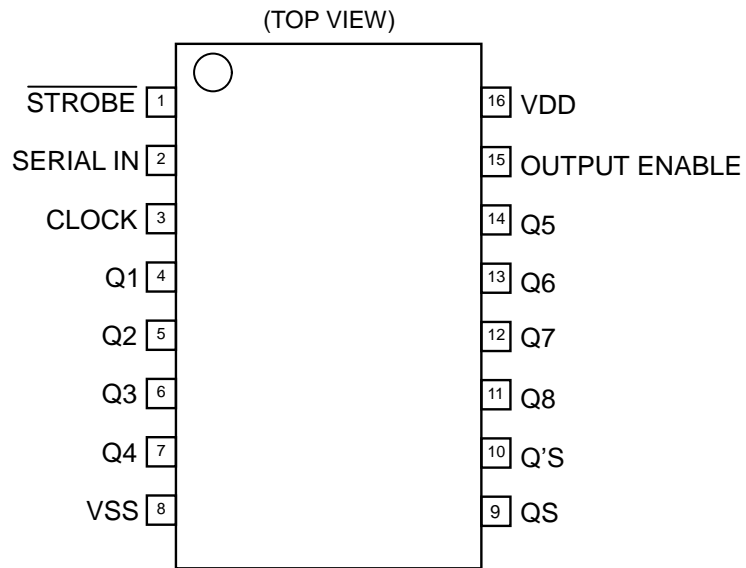 (TOP VIEW)
STROBE 1 16 VDD
SERIAL IN 2 15 OUTPUT ENABLE
CLOCK 3 14 Q5
Q1 4 13 Q6
Q2 5 12 Q7
Q3 6 11 Q8
Q4 7 10 Q'S
VSS 8 9 QS